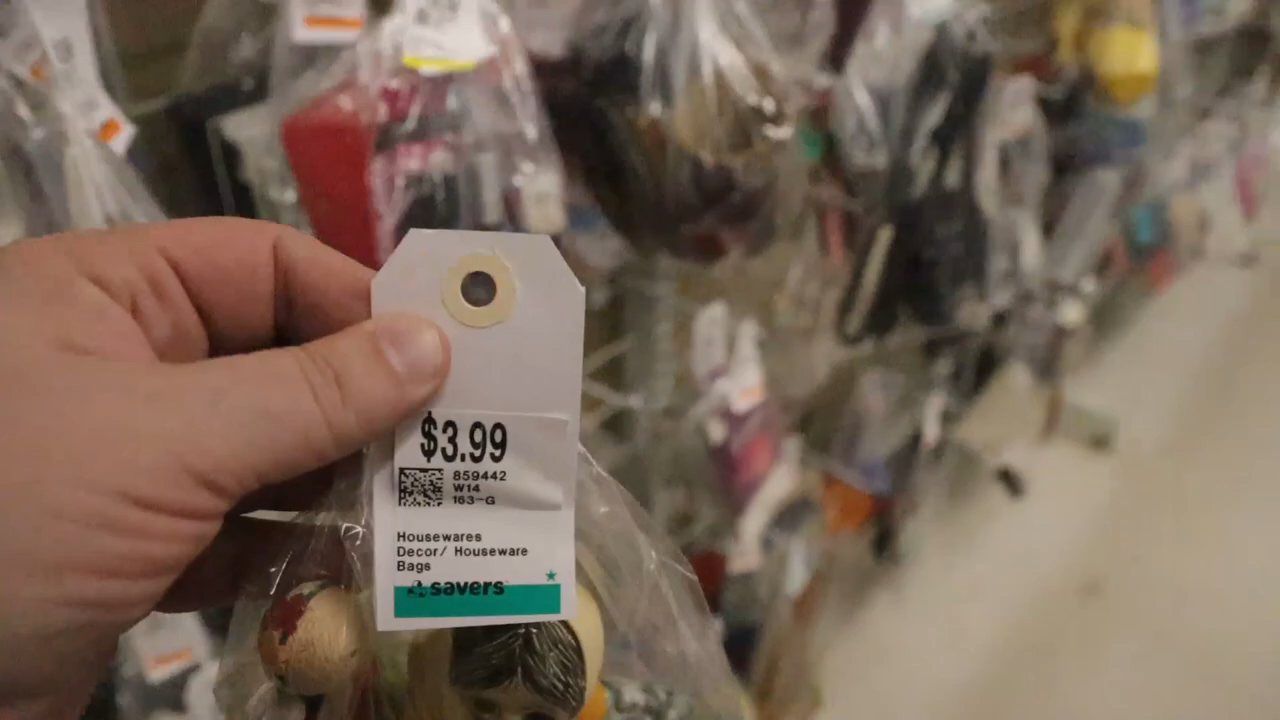 $3.99
859442
W14
163-G
Housewares
Decor/ Houseware
Bags
savers